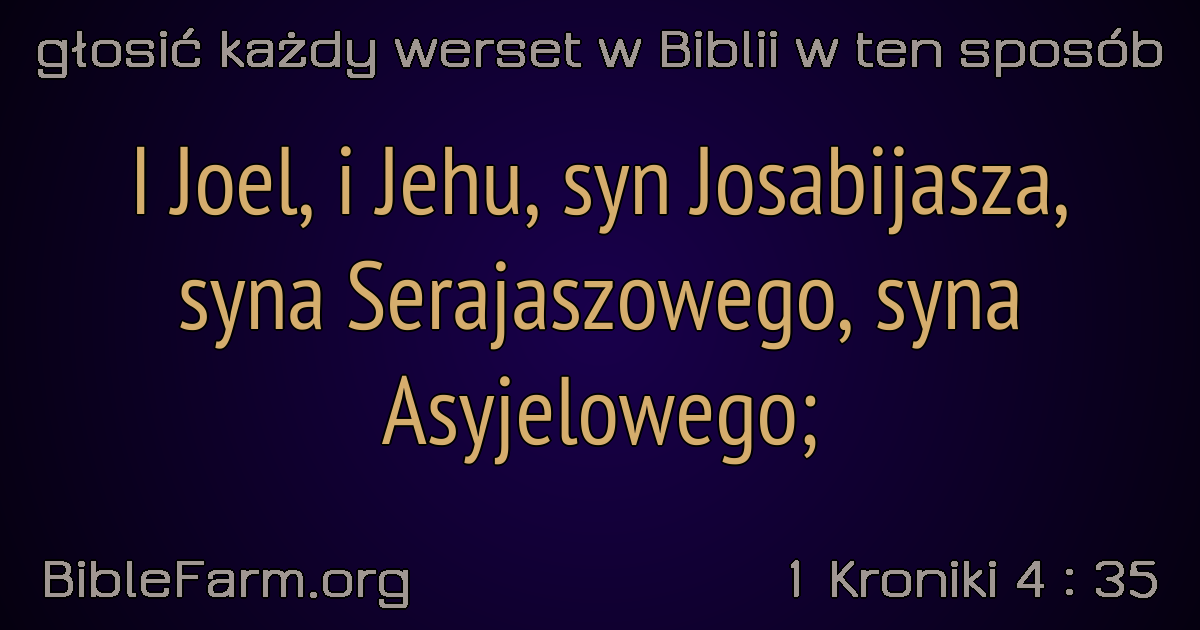 głosić każdy werset w Biblii w ten sposób
I Joel, i Jehu, syn Josabijasza,
syna Serajaszowego, syna
Asyjelowego;
BibleFarm.org
1 Kroniki 4 : 35